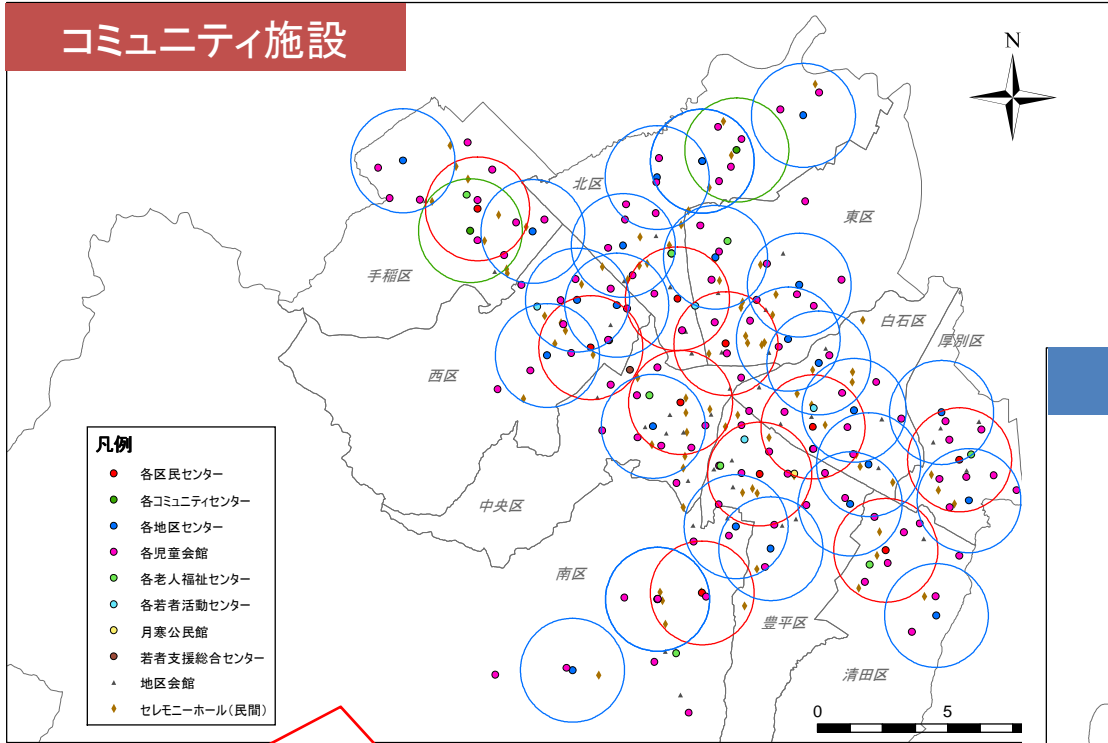 コミュニティ施設
N
北区
東区
手稲区
白石区
厚別区
西区
中央区
南区
豊平区
清田区
凡例
各区民センター
各コミュニティセンター
各地区センター
各児童会館
各老人福祉センター
各若者活動センター
月寒公民館
若者支援総合センター
地区会館
セレモニーホール(民間)
0 5